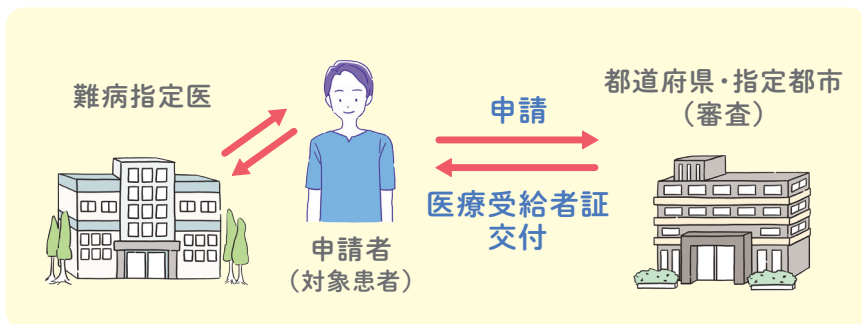 難病指定医
申請者
（対象患者）
申請
医療受給者証
交付
都道府県・指定都市
（審査）